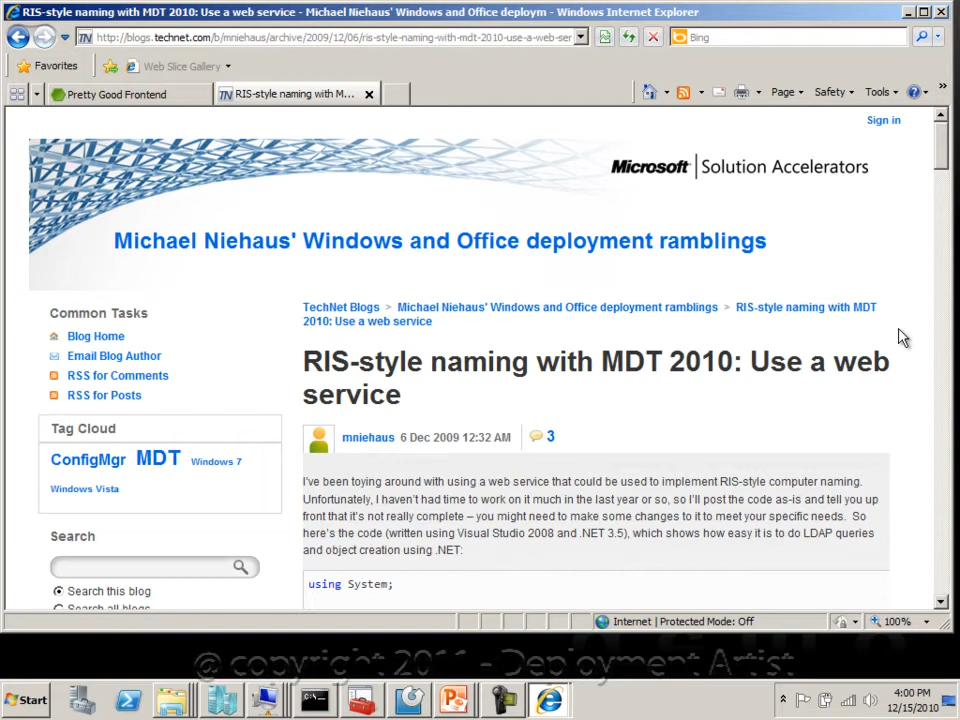 RIS-style naming with MDT 2010: Use a web service - Michael Niehaus' Windows and Office deploym - Windows Internet Explorer
http://blogs.technet.com/b/mniehaus/archive/2009/12/06/ris-style-naming-with-mdt-2010-use-a-web-ser
Bing
Favorites
Web Slice Gallery
Pretty Good Frontend
TN RIS-style naming with M...
Page
Safety
Tools
Sign in
Microsoft | Solution Accelerators
Michael Niehaus' Windows and Office deployment ramblings
Common Tasks
Blog Home
Email Blog Author
RSS for Comments
RSS for Posts
Tag Cloud
ConfigMgr MDT Windows 7
Windows Vista
Search
Search this blog
Search all blogs
TechNet Blogs > Michael Niehaus' Windows and Office deployment ramblings > RIS-style naming with MDT
2010: Use a web service
RIS-style naming with MDT 2010: Use a web
service
mniehaus 6 Dec 2009 12:32 AM 3
I've been toying around with using a web service that could be used to implement RIS-style computer naming.
Unfortunately, I haven't had time to work on it much in the last year or so, so I'll post the code as-is and tell you up
front that it's not really complete – you might need to make some changes to it to meet your specific needs. So
here's the code (written using Visual Studio 2008 and .NET 3.5), which shows how easy it is to do LDAP queries
and object creation using .NET:
using System;
Internet | Protected Mode: Off
100%
@ copyright 2011 - Deployment Artist
Start
4:00 PM
12/15/2010